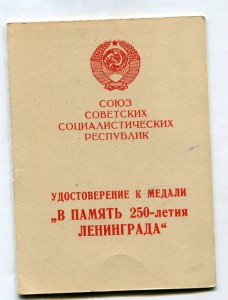 СОЮЗ
СОВЕТСКИХ
СОЦИАЛИСТИЧЕСКИХ
РЕСПУБЛИК
УДОСТОВЕРЕНИЕ К МЕДАЛИ
„В ПАМЯТЬ 250-летия
ЛЕНИНГРАДА“